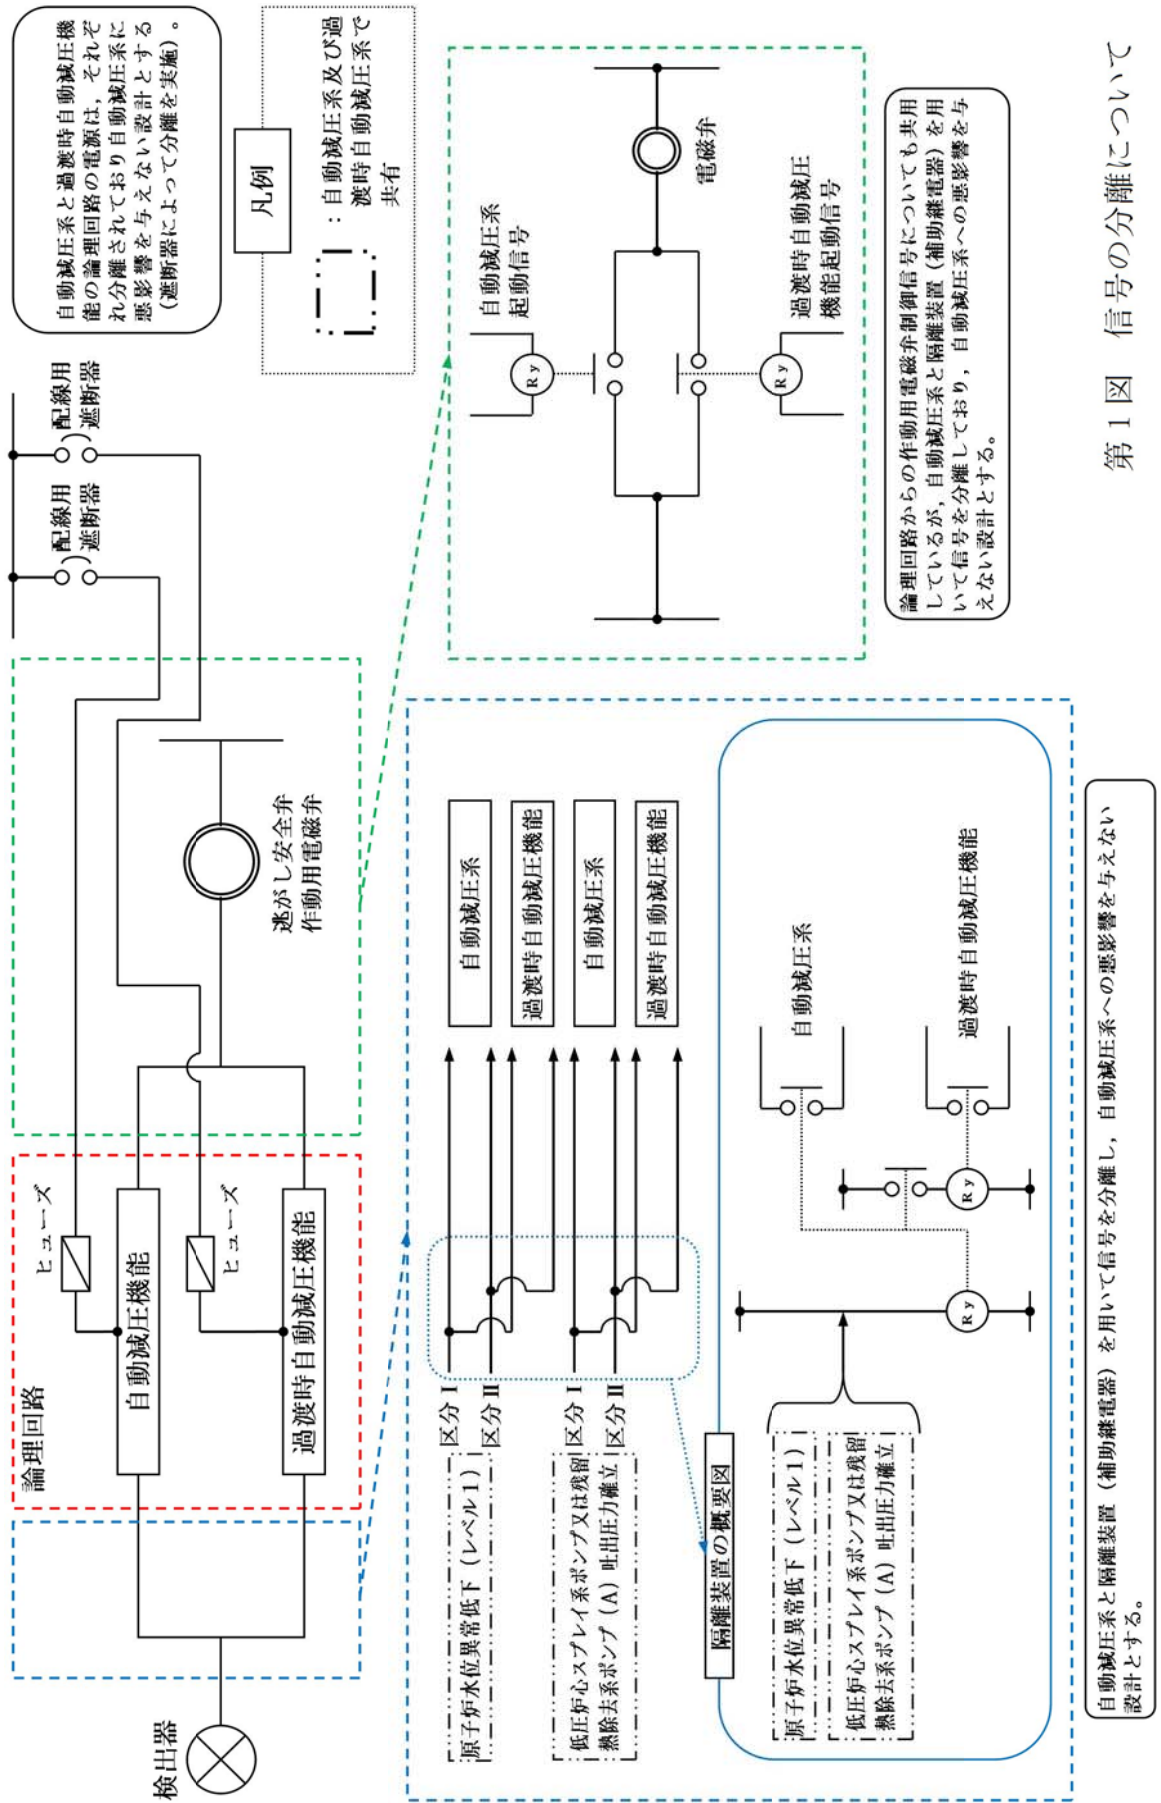 自動減圧系と過渡時自動減圧機
能の論理回路の電源は，それぞ
れ分離されており自動減圧系に
悪影響を与えない設計とする
（遮断器によって分離を実施）。
凡例
：自動減圧系及び過
渡時自動減圧系で
共有
配線用
遮断器
配線用
遮断器
論理回路
ヒューズ
自動減圧機能
ヒューズ
過渡時自動減圧機能
検出器
逃がし安全弁
作動用電磁弁
自動減圧系
起動信号
Ry
電磁弁
Ry
過渡時自動減圧
機能起動信号
論理回路からの作動用電磁弁制御信号についても共用
しているが，自動減圧系と隔離装置（補助継電器）を用
いて信号を分離しており，自動減圧系への悪影響を与
えない設計とする。
原子炉水位異常低下（レベル1）
区分Ⅰ
区分Ⅱ
自動減圧系
過渡時自動減圧機能
低圧炉心スプレイ系ポンプ又は残留
熱除去系ポンプ（A）吐出圧力確立
区分Ⅰ
区分Ⅱ
自動減圧系
過渡時自動減圧機能
隔離装置の概要図
原子炉水位異常低下（レベル1）
低圧炉心スプレイ系ポンプ又は残留
熱除去系ポンプ（A）吐出圧力確立
Ry
Ry
自動減圧系
過渡時自動減圧機能
自動減圧系と隔離装置（補助継電器）を用いて信号を分離し，自動減圧系への悪影響を与えない
設計とする。
第1図　信号の分離について